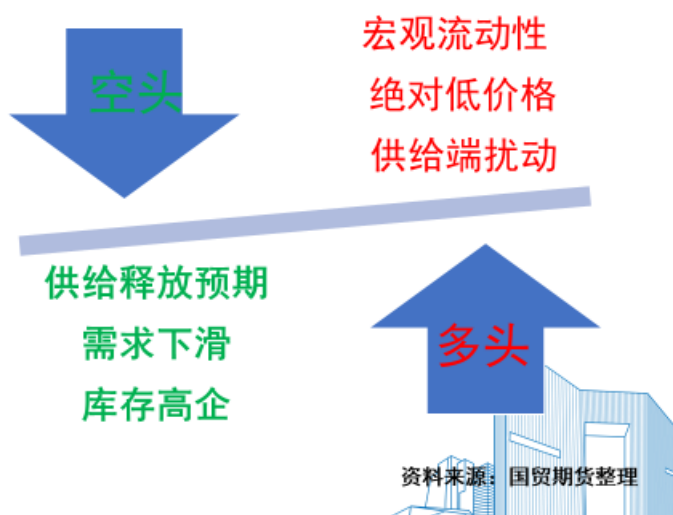 空头
宏观流动性
绝对低价格
供给端扰动
供给释放预期
需求下滑
库存高企
多头
资料来源：国贸期货整理